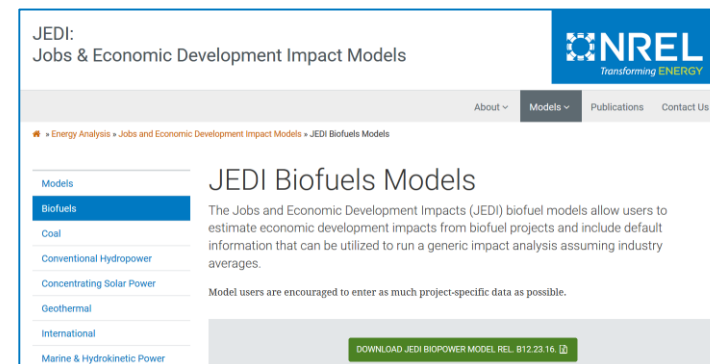 JEDI:
Jobs & Economic Development Impact Models
NREL
Transforming ENERGY
About Models Publications Contact Us
» Energy Analysis » Jobs and Economic Development Impact Models » JEDI Biofuels Models
Models
Biofuels
Coal
Conventional Hydropower
Concentrating Solar Power
Geothermal
International
Marine & Hydrokinetic Power
JEDI Biofuels Models
The Jobs and Economic Development Impacts (JEDI) biofuel models allow users to
estimate economic development impacts from biofuel projects and include default
information that can be utilized to run a generic impact analysis assuming industry
averages.
Model users are encouraged to enter as much project-specific data as possible.
DOWNLOAD JEDI BIOPOWER MODEL REL. B12.23.16.